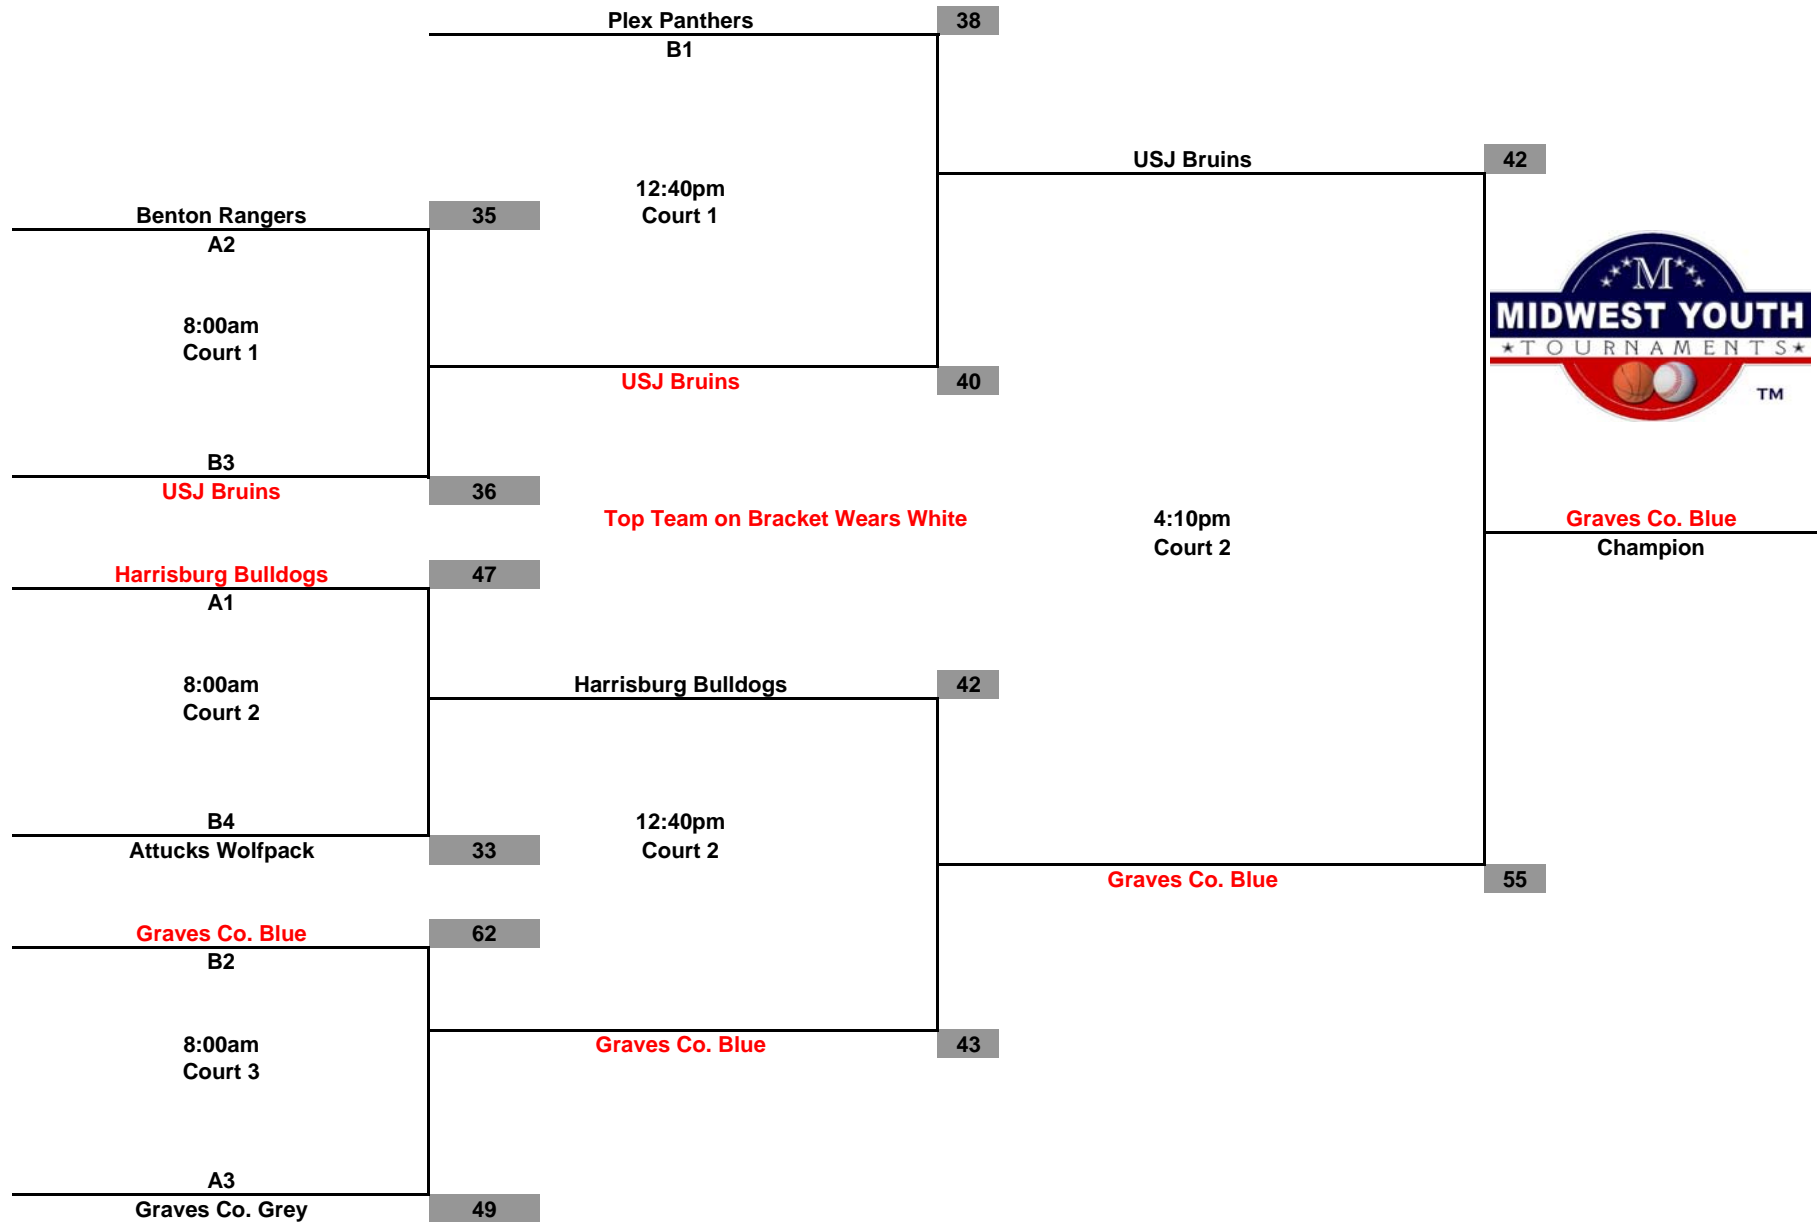 Plex Panthers 38
B1
USJ Bruins 42
12:40pm
Court 1
Benton Rangers 35
A2
M
MIDWEST YOUTH
TOURNAMENTS
TM
8:00am
Court 1
USJ Bruins 40
B3
USJ Bruins 36
Top Team on Bracket Wears White
4:10pm
Court 2
Graves Co. Blue
Champion
Harrisburg Bulldogs 47
A1
8:00am
Court 2
Harrisburg Bulldogs 42
B4
Attucks Wolfpack 33
12:40pm
Court 2
Graves Co. Blue 55
Graves Co. Blue 62
B2
8:00am
Court 3
Graves Co. Blue 43
A3
Graves Co. Grey 49